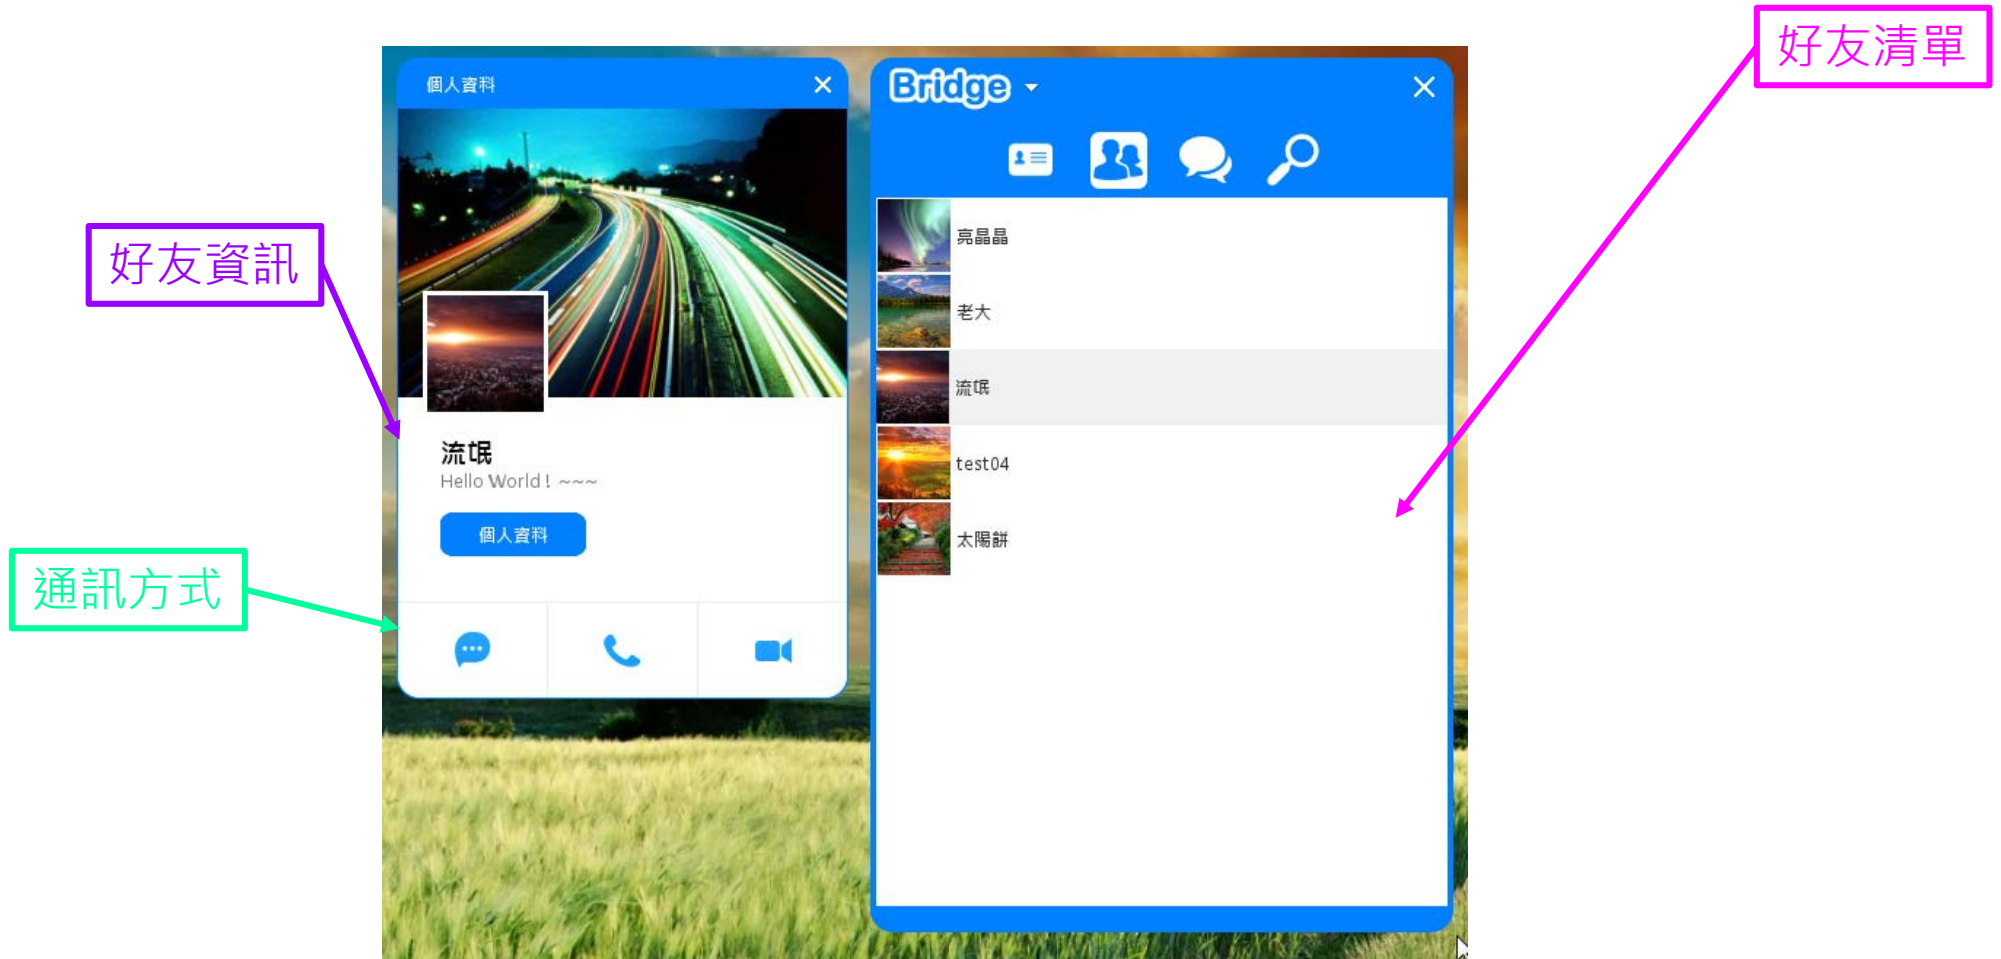 好友清單
個人資料
Bridge
好友資訊
亮晶晶
老大
流氓
test04
太陽餅
流氓
Hello World! ~~~
個人資料
通訊方式